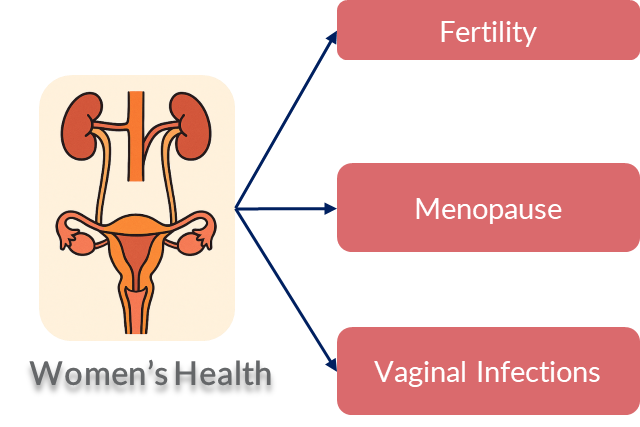 Fertility
Menopause
Vaginal Infections
Women's Health